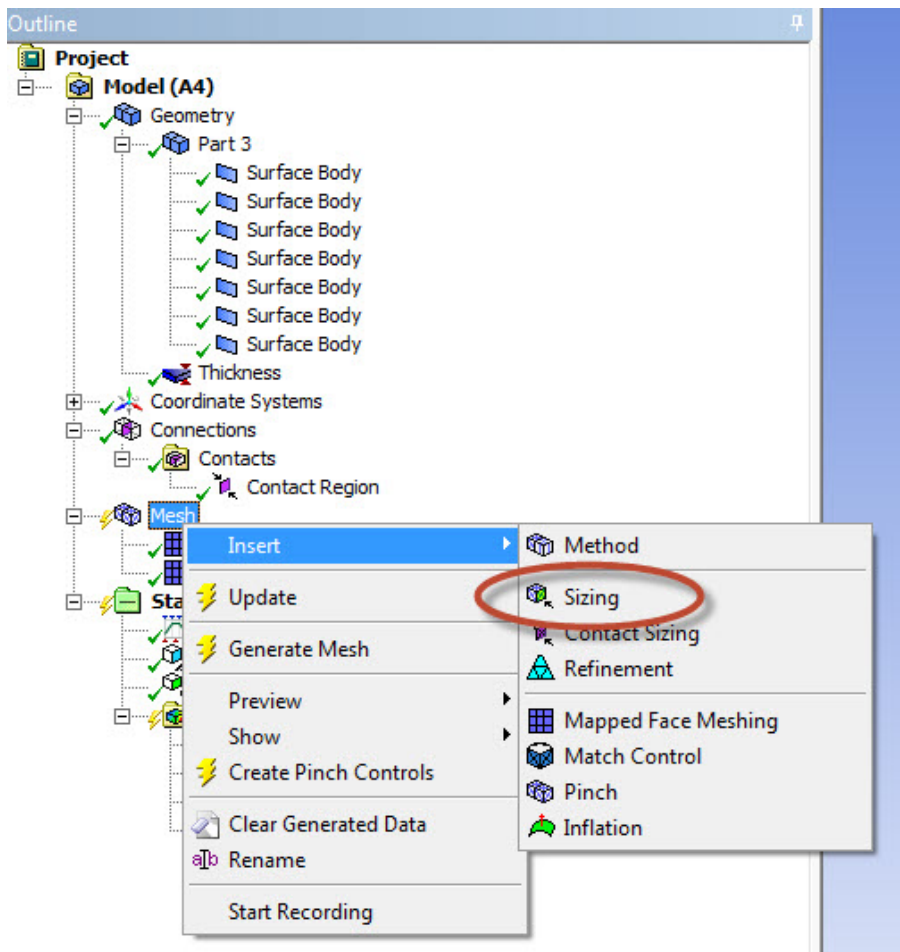 Outline
Project
Model (A4)
Geometry
Part 3
Surface Body
Surface Body
Surface Body
Surface Body
Surface Body
Surface Body
Surface Body
Thickness
Coordinate Systems
Connections
Contacts
Contact Region
Mesh
Sta
Insert
Update
Generate Mesh
Preview
Show
Create Pinch Controls
Clear Generated Data
Rename
Start Recording
Method
Sizing
Contact Sizing
Refinement
Mapped Face Meshing
Match Control
Pinch
Inflation